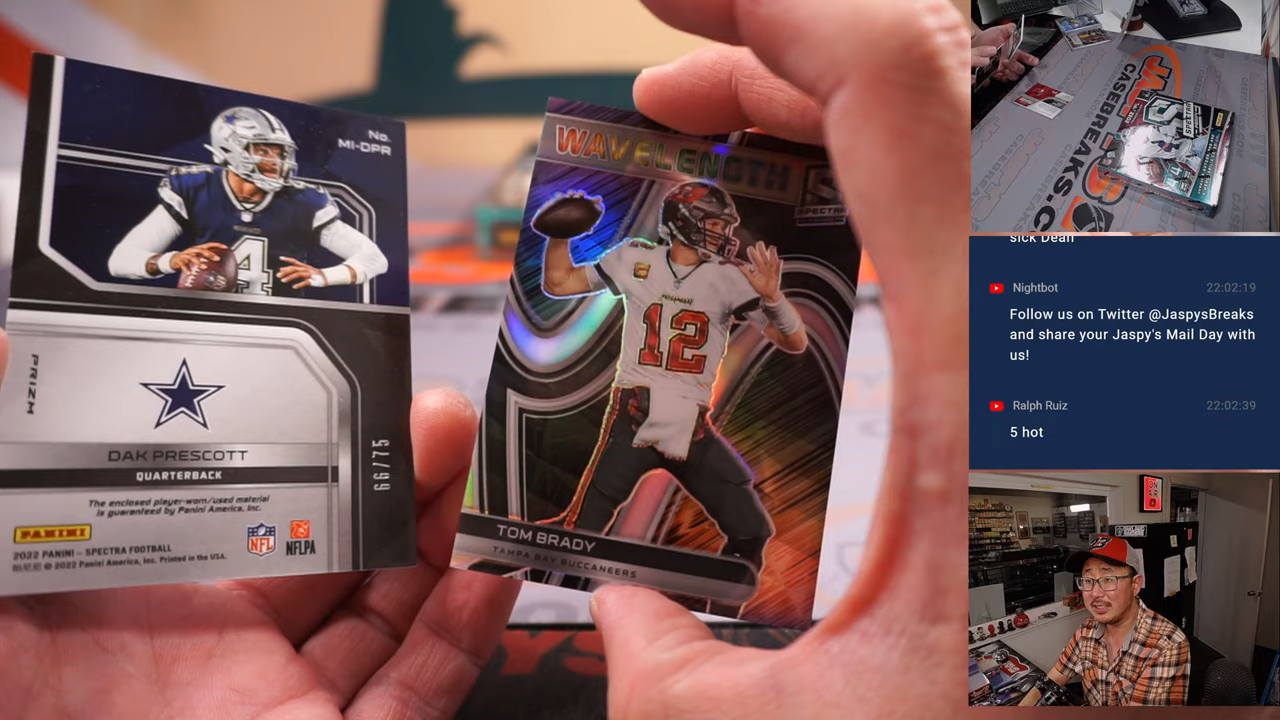 No.
MI-DPR
4
PRIZM
DAK PRESCOTT
QUARTERBACK
66/75
The enclosed player-worn/used material
is guaranteed by Panini America, Inc.
PANINI
NFL
NFLPA
2022 PANINI – SPECTRA FOOTBALL
© 2022 Panini America, Inc. Printed in the USA.
WAVELENGTH
SPECTRA
12
TOM BRADY
TAMPA BAY BUCCANEERS
CASEBREAKS.C
sick Dean
Nightbot
22:02:19
Follow us on Twitter @JaspysBreaks
and share your Jaspy's Mail Day with
us!
Ralph Ruiz
22:02:39
5 hot
ON
AIR